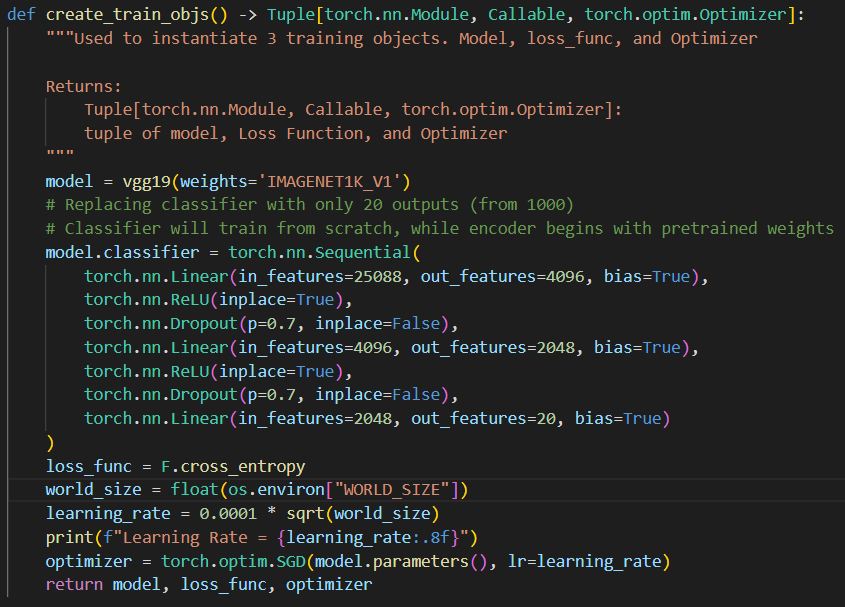 def create_train_objs() -> Tuple[torch.nn.Module, Callable, torch.optim.Optimizer]:
    """Used to instantiate 3 training objects. Model, loss_func, and Optimizer

    Returns:
        Tuple[torch.nn.Module, Callable, torch.optim.Optimizer]:
        tuple of model, Loss Function, and Optimizer
    """
    model = vgg19(weights='IMAGENET1K_V1')
    # Replacing classifier with only 20 outputs (from 1000)
    # Classifier will train from scratch, while encoder begins with pretrained weights
    model.classifier = torch.nn.Sequential(
        torch.nn.Linear(in_features=25088, out_features=4096, bias=True),
        torch.nn.ReLU(inplace=True),
        torch.nn.Dropout(p=0.7, inplace=False),
        torch.nn.Linear(in_features=4096, out_features=2048, bias=True),
        torch.nn.ReLU(inplace=True),
        torch.nn.Dropout(p=0.7, inplace=False),
        torch.nn.Linear(in_features=2048, out_features=20, bias=True)
    )
    loss_func = F.cross_entropy
    world_size = float(os.environ["WORLD_SIZE"])
    learning_rate = 0.0001 * sqrt(world_size)
    print(f"Learning Rate = {learning_rate:.8f}")
    optimizer = torch.optim.SGD(model.parameters(), lr=learning_rate)
    return model, loss_func, optimizer